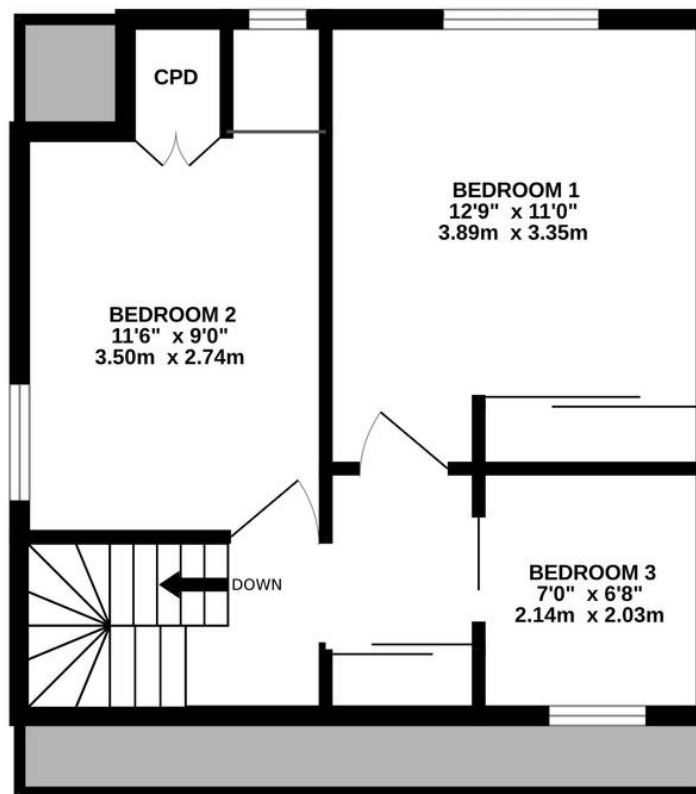 CPD
BEDROOM 1
12'9" x 11'0"
3.89m x 3.35m
BEDROOM 2
11'6" x 9'0"
3.50m x 2.74m
DOWN
BEDROOM 3
7'0" x 6'8"
2.14m x 2.03m